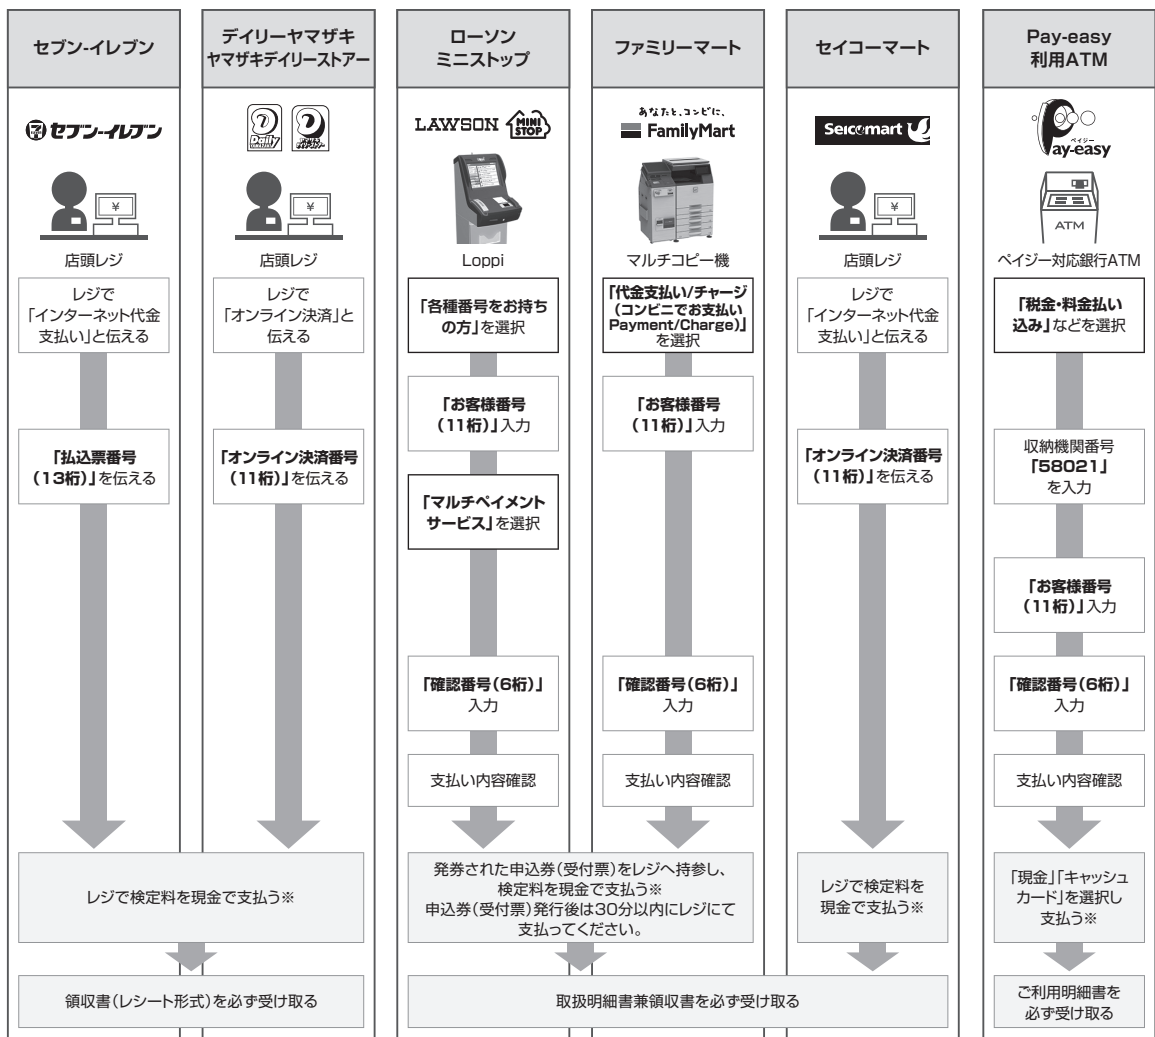 セブン-イレブン
デイリーヤマザキ
ヤマザキデイリーストアー
ローソン
ミニストップ
ファミリーマート
セイコーマート
Pay-easy
利用ATM
セブン-イレブン
Daily
LAWSON
MINI
STOP
あなたと、コンビに、
FamilyMart
Seicomart
ペイジー
Pay-easy
¥
¥
¥
ATM
店頭レジ
店頭レジ
Loppi
マルチコピー機
店頭レジ
ペイジー対応銀行ATM
レジで
「インターネット代金
支払い」と伝える
レジで
「オンライン決済」と
伝える
「各種番号をお持ち
の方」を選択
「代金支払い/チャージ
(コンビニでお支払い
Payment/Charge)」
を選択
レジで
「インターネット代金
支払い」と伝える
「税金・料金払い
込み」などを選択
「お客様番号
(11桁)」入力
「お客様番号
(11桁)」入力
「払込票番号
(13桁)」を伝える
「オンライン決済番号
(11桁)」を伝える
「オンライン決済番号
(11桁)」を伝える
収納機関番号
「58021」
を入力
「マルチペイメント
サービス」を選択
「お客様番号
(11桁)」入力
「確認番号(6桁)」
入力
「確認番号(6桁)」
入力
「確認番号(6桁)」
入力
支払い内容確認
支払い内容確認
支払い内容確認
レジで検定料を現金で支払う※
発券された申込券(受付票)をレジへ持参し、
検定料を現金で支払う※
申込券(受付票)発行後は30分以内にレジにて
支払ってください。
レジで検定料を
現金で支払う※
「現金」「キャッシュ
カード」を選択し
支払う※
領収書(レシート形式)を必ず受け取る
取扱明細書兼領収書を必ず受け取る
ご利用明細書を
必ず受け取る